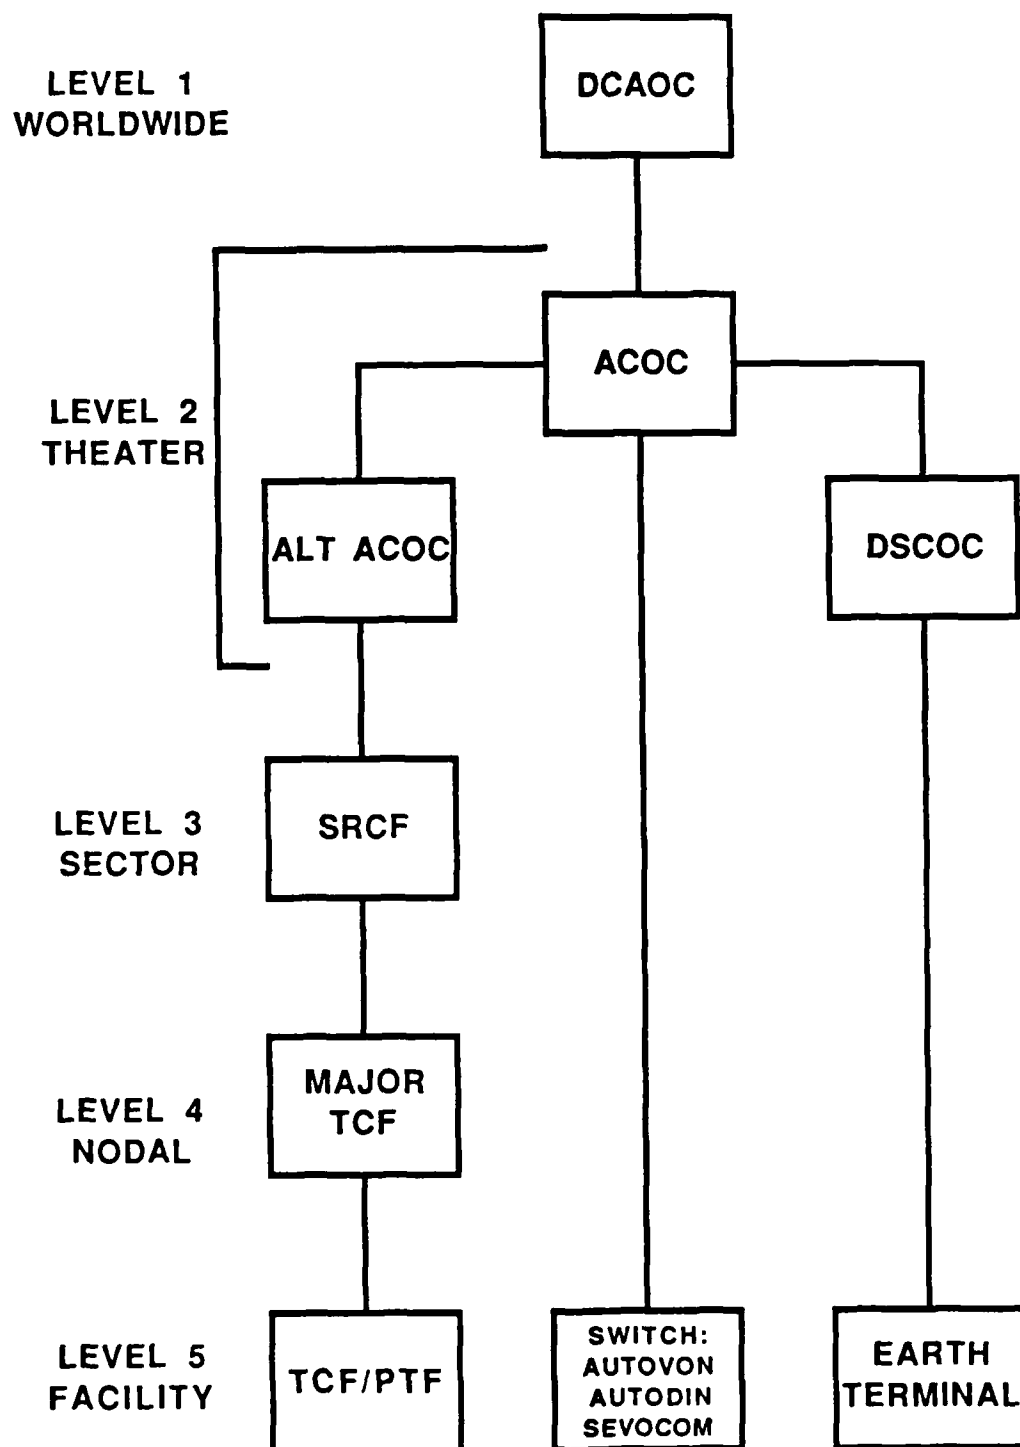 LEVEL 1
WORLDWIDE
DCAOC
ACOC
LEVEL 2
THEATER
ALT ACOC
DSCOC
LEVEL 3
SECTOR
SRCF
LEVEL 4
NODAL
MAJOR
TCF
LEVEL 5
FACILITY
TCF/PTF
SWITCH:
AUTOVON
AUTODIN
SEVOCOM
EARTH
TERMINAL